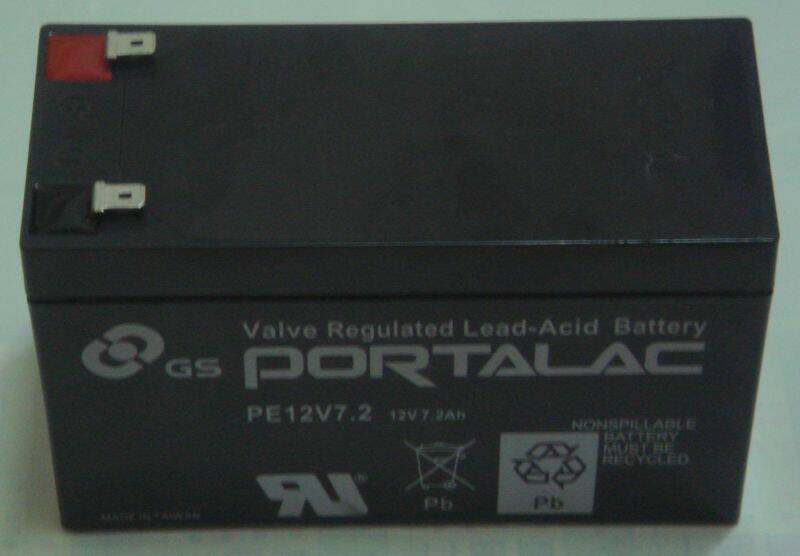 Valve Regulated Lead-Acid Battery
GS PORTALAC
PE12V7.2 12V 7.2Ah
NONSPILLABLE
BATTERY
MUST BE
RECYCLED.
Pb
Pb
MADE IN TAIWAN